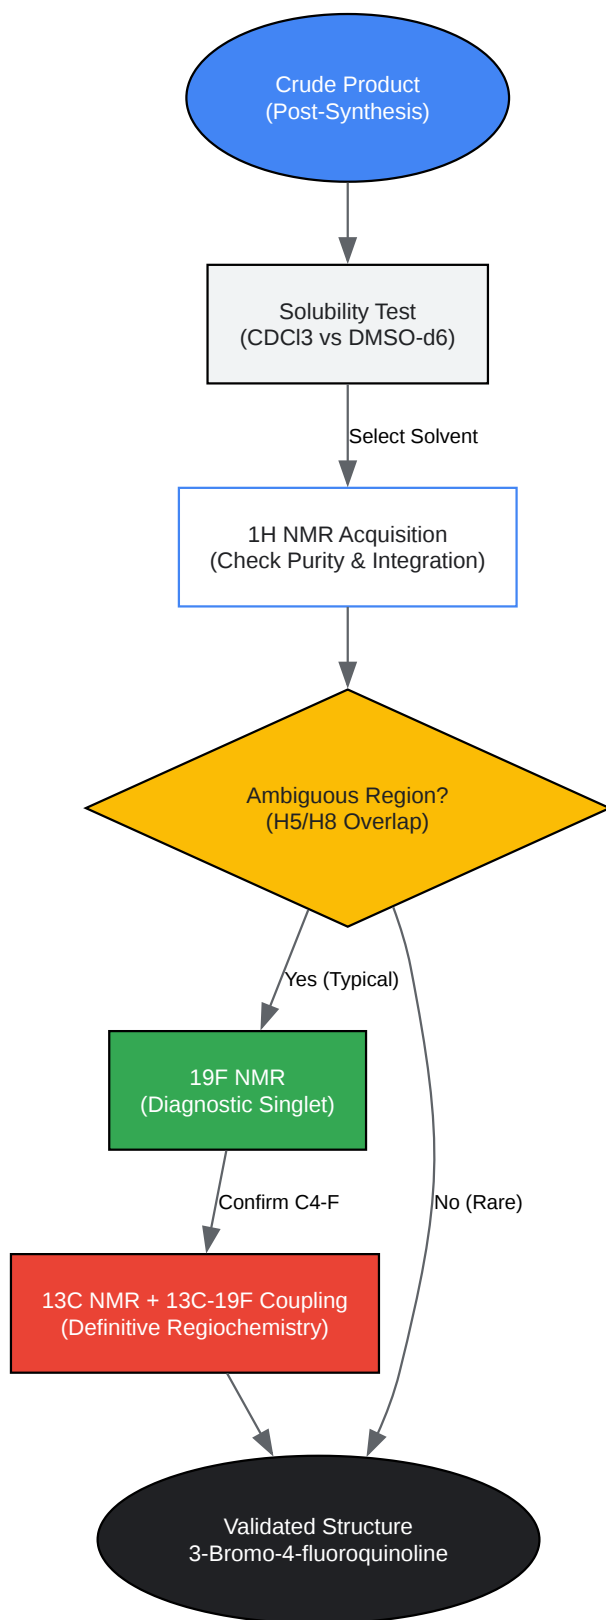 Crude Product
(Post-Synthesis)
Solubility Test
(CDCl3 vs DMSO-d6)
Select Solvent
1H NMR Acquisition
(Check Purity & Integration)
Ambiguous Region?
(H5/H8 Overlap)
Yes (Typical)
19F NMR
(Diagnostic Singlet)
Confirm C4-F
No (Rare)
13C NMR + 13C-19F Coupling
(Definitive Regiochemistry)
Validated Structure
3-Bromo-4-fluoroquinoline